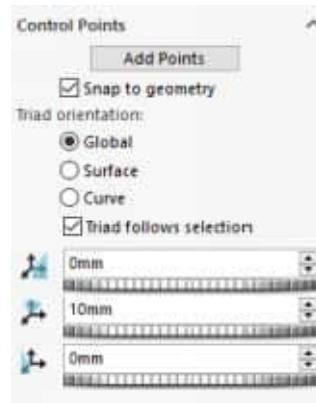 Control Points
Add Points
Snap to geometry
Triad orientation:
Global
Surface
Curve
Triad follows selection
0mm
10mm
0mm